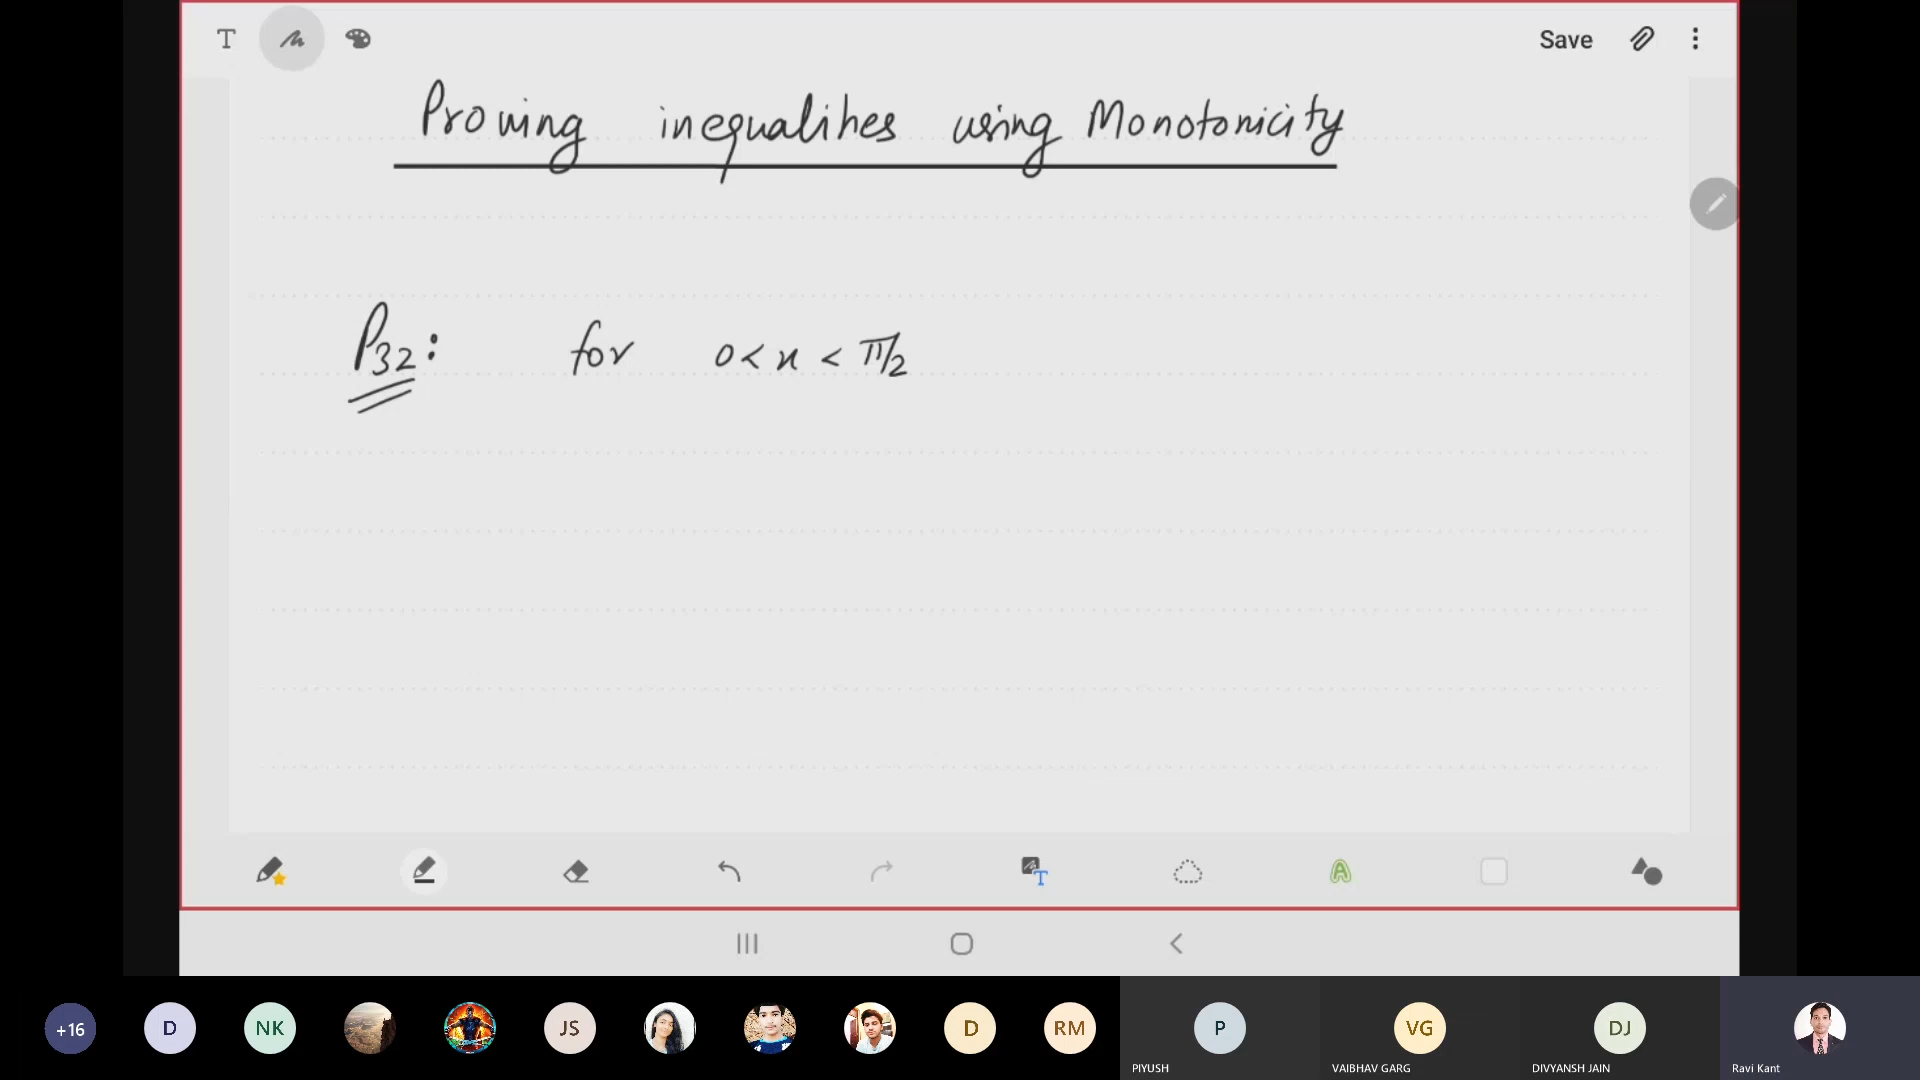 T Save
Proving inequalities using Monotonicity
P32: for 0 < x < π/2
T A
+16 D NK JS D RM P VG DJ
PIYUSH VAIBHAV GARG DIVYANSH JAIN Ravi Kant